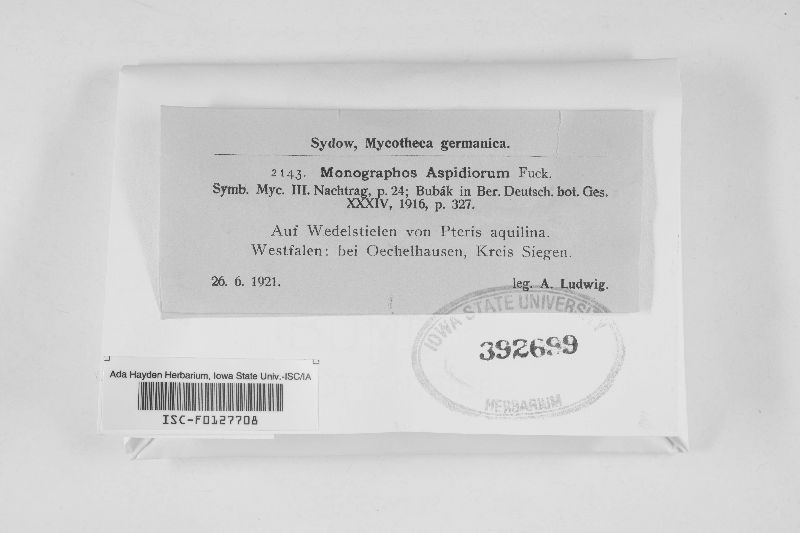 Sydow, Mycotheca germanica.
2143. Monographos Aspidiorum Fuck.
Symb. Myc. III. Nachtrag, p. 24; Bubák in Ber. Deutsch. bot. Ges.
XXXIV, 1916, p. 327.
Auf Wedelstielen von Pteris aquilina.
Westfalen: bei Oechelhausen, Kreis Siegen.
26. 6. 1921.
leg. A. Ludwig.
IOWA STATE UNIVERSITY
392699
HERBARIUM
Ada Hayden Herbarium, Iowa State Univ.-ISC/IA
ISC-F0127708